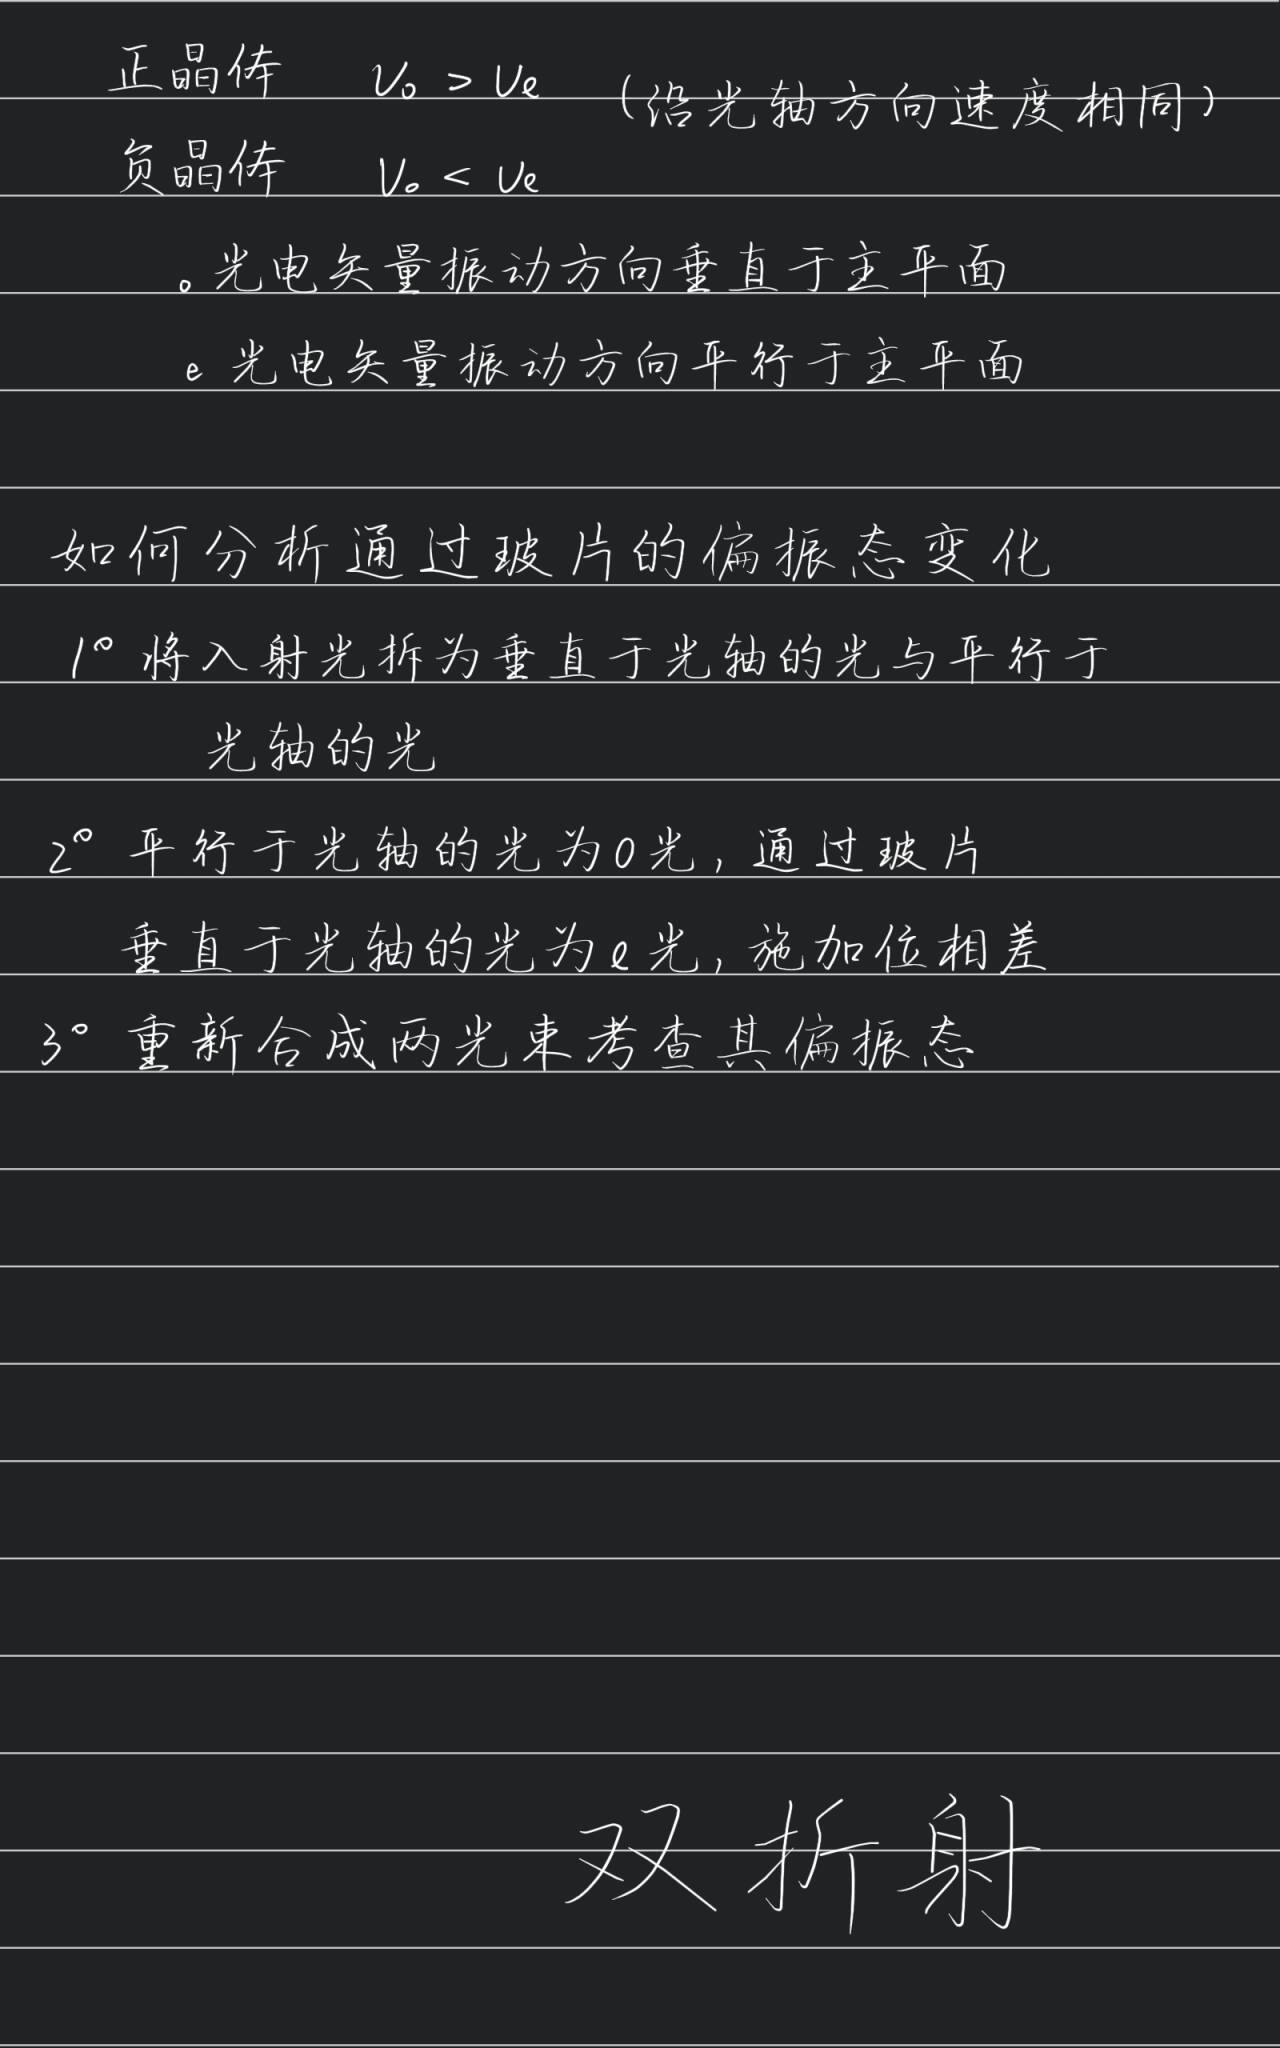 正晶体 v₀ > ve (沿光轴方向速度相同)
负晶体 v₀ < ve
o光电矢量振动方向垂直于主平面
e光电矢量振动方向平行于主平面
如何分析通过玻片的偏振态变化
1° 将入射光拆为垂直于光轴的光与平行于
光轴的光
2° 平行于光轴的光为o光, 通过玻片
垂直于光轴的光为e光, 施加位相差
3° 重新合成两光束考查其偏振态
双折射